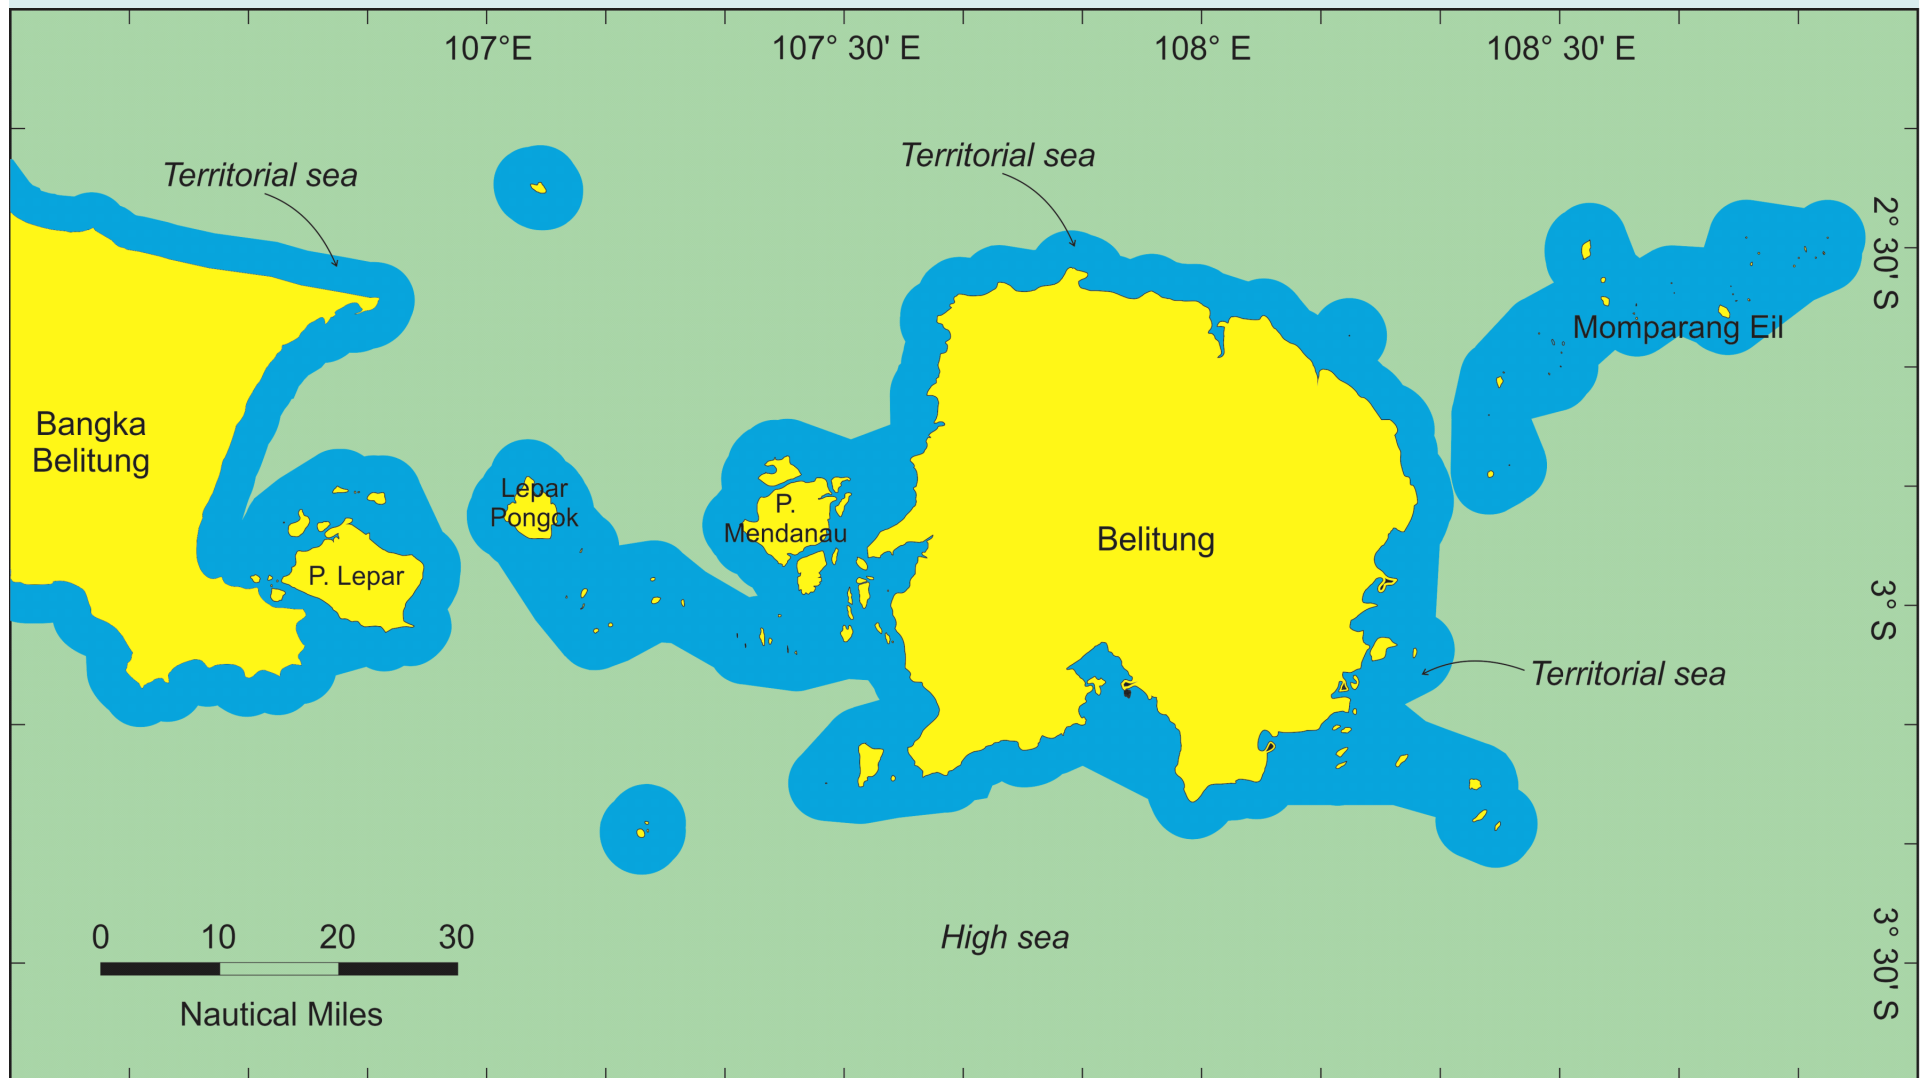 107°E
107° 30' E
108° E
108° 30' E
Territorial sea
Territorial sea
2° 30' S
Momparang Eil
Bangka
Belitung
Lepar
Pongok
P.
Mendanau
Belitung
P. Lepar
3° S
Territorial sea
High sea
3° 30' S
0 10 20 30
Nautical Miles